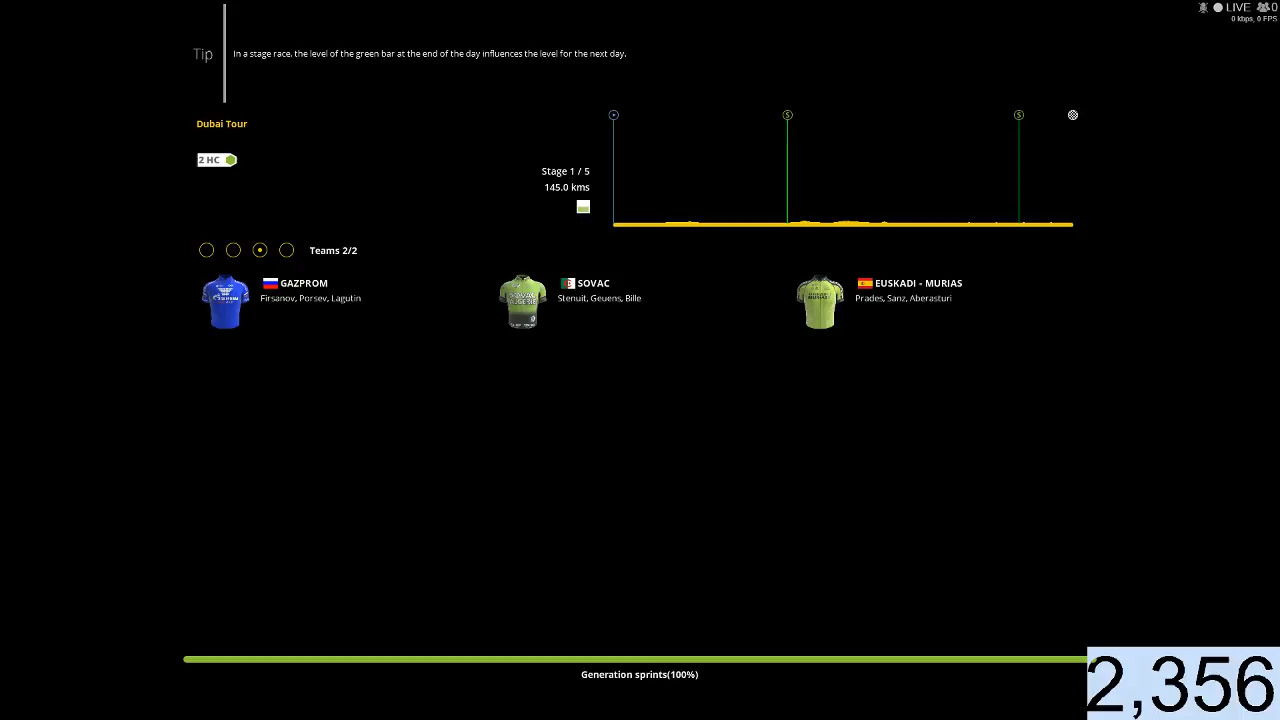 LIVE 0
0 kbps, 0 FPS
Tip
In a stage race, the level of the green bar at the end of the day influences the level for the next day.
Dubai Tour
S
S
2 HC
Stage 1 / 5
145.0 kms
Teams 2/2
GAZPROM
Firsanov, Porsev, Lagutin
SOVAC
Stenuit, Geuens, Bille
EUSKADI - MURIAS
Prades, Sanz, Aberasturi
Generation sprints(100%)
2,356